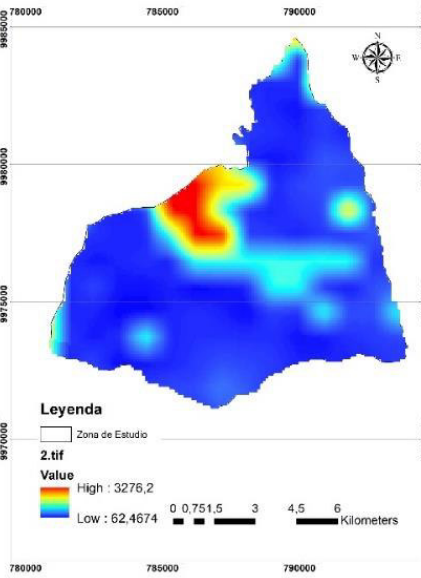 780000 785000 790000
9985000
N
W E
S
9980000
9975000
9970000
Leyenda
Zona de Estudio
2.tif
Value
High : 3276,2
Low : 62,4674
0 0,751,5 3 4,5 6
Kilometers
780000 785000 790000